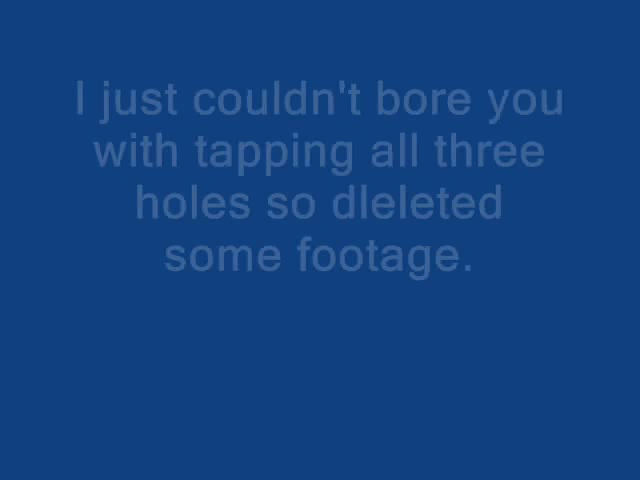 I just couldn't bore you
with tapping all three
holes so dleleted
some footage.